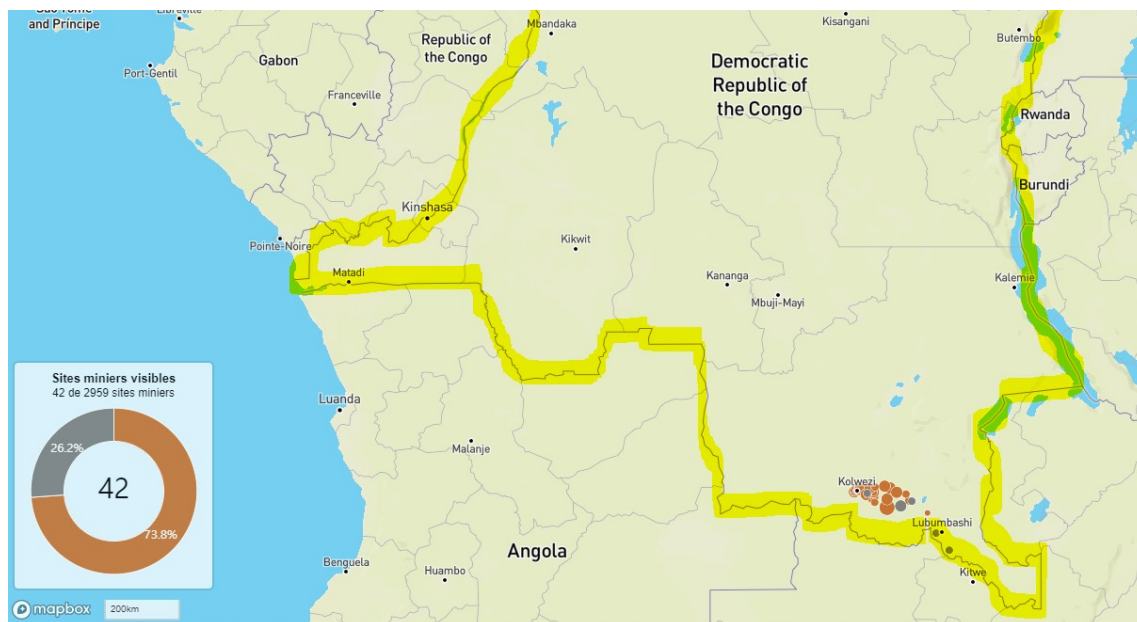 Sao Tome
and Príncipe
Libreville
Mbandaka
Kisangani
Butembo
Republic of
the Congo
Democratic
Republic of
the Congo
Gabon
Port-Gentil
Franceville
Rwanda
Burundi
Kinshasa
Pointe-Noire
Kikwit
Matadi
Kananga
Mbuji-Mayi
Kalemie
Sites miniers visibles
42 de 2959 sites miniers
26.2%
42
73.8%
Luanda
Malanje
Kolwezi
Lubumbashi
Angola
Benguela
Huambo
Kitwe
mapbox
200km